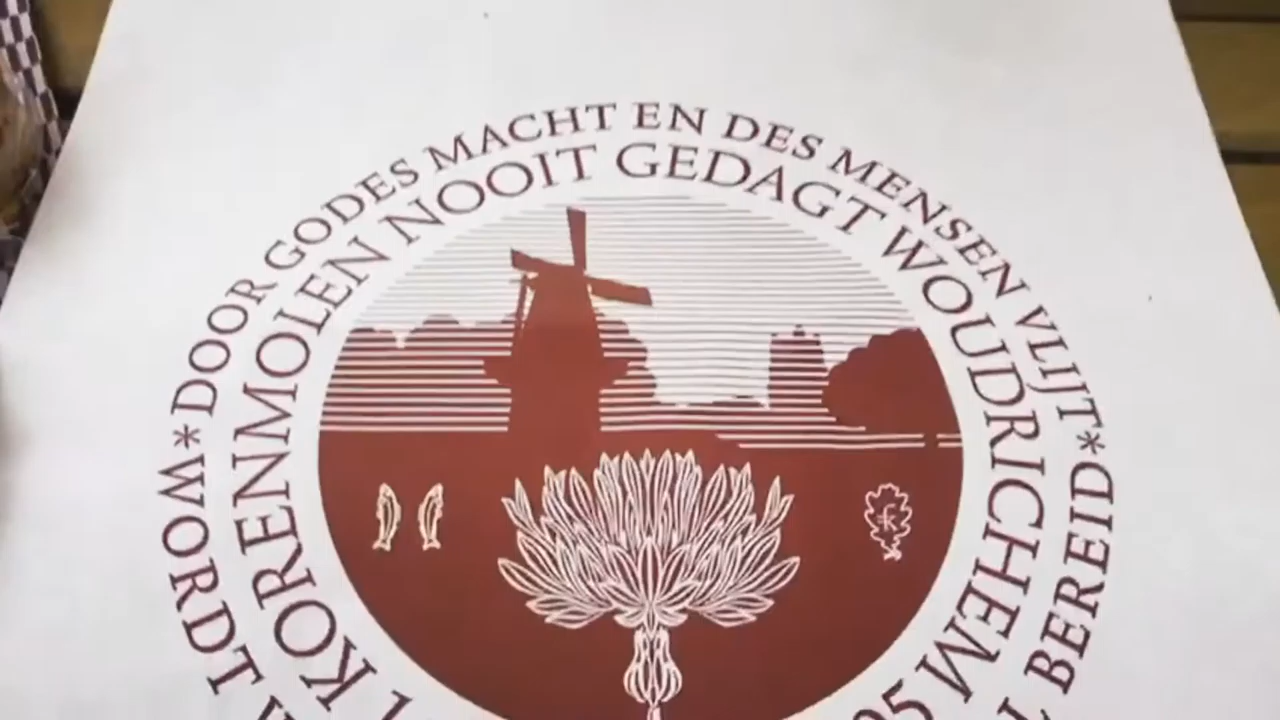 *DOOR GODES MACHT EN DES MENSEN VLIJT*
WORDT
BEREID*
KORENMOLEN NOOIT GEDAGT WOUDRICHEM